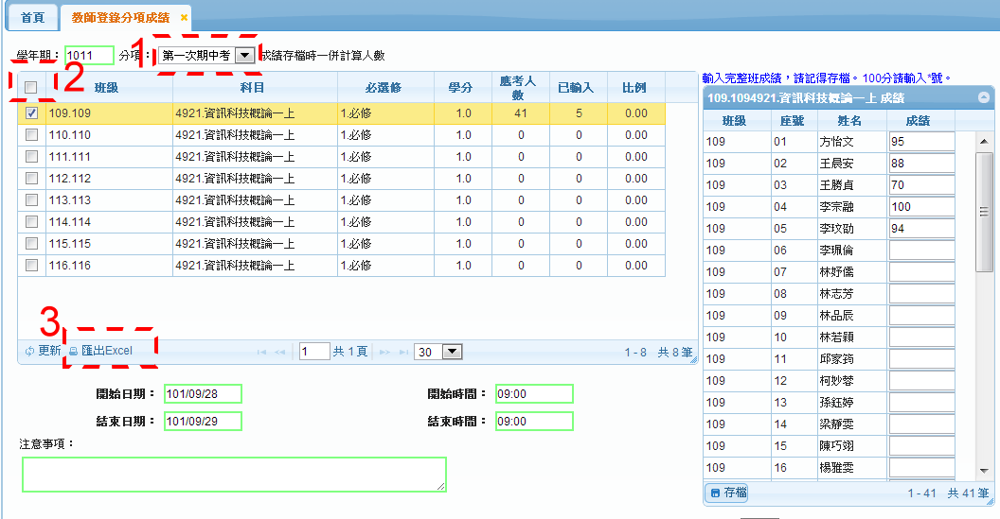 首頁 教師登錄分項成績 ×
學年期： 1011 分項： 1 第一次期中考 成績存檔時一併計算人數
2
班級 科目 必選修 學分 應考人數 已輸入 比例
109.109 4921.資訊科技概論一上 1.必修 1.0 41 5 0.00
110.110 4921.資訊科技概論一上 1.必修 1.0 0 0 0.00
111.111 4921.資訊科技概論一上 1.必修 1.0 0 0 0.00
112.112 4921.資訊科技概論一上 1.必修 1.0 0 0 0.00
113.113 4921.資訊科技概論一上 1.必修 1.0 0 0 0.00
114.114 4921.資訊科技概論一上 1.必修 1.0 0 0 0.00
115.115 4921.資訊科技概論一上 1.必修 1.0 0 0 0.00
116.116 4921.資訊科技概論一上 1.必修 1.0 0 0 0.00
3
更新 匯出Excel 1 共 1 頁 30 1 - 8 共 8 筆
開始日期： 101/09/28 開始時間： 09:00
結束日期： 101/09/29 結束時間： 09:00
注意事項：
輸入完整班成績，請記得存檔。100分請輸入*號。
109.1094921.資訊科技概論一上 成績
班級 座號 姓名 成績
109 01 方怡文 95
109 02 王晨安 88
109 03 王勝貞 70
109 04 李宗融 100
109 05 李玟劭 94
109 06 李珮倫
109 07 林妤儒
109 08 林志芳
109 09 林品辰
109 10 林若穎
109 11 邱家筠
109 12 柯妙蓉
109 13 孫鈺婷
109 14 梁靜雯
109 15 陳巧翊
109 16 楊雅雯
存檔 1 - 41 共 41 筆